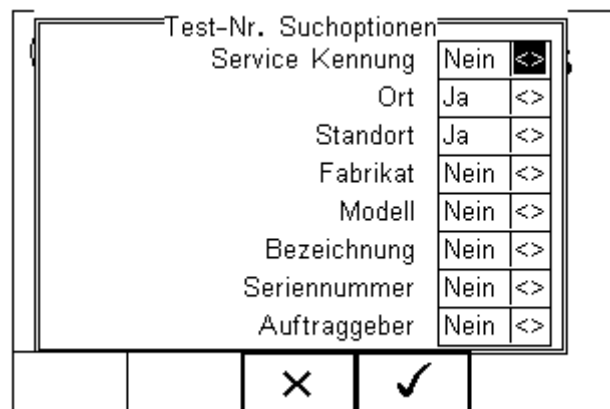 Test-Nr. Suchoptionen
Service Kennung Nein <>
Ort Ja <>
Standort Ja <>
Fabrikat Nein <>
Modell Nein <>
Bezeichnung Nein <>
Seriennummer Nein <>
Auftraggeber Nein <>